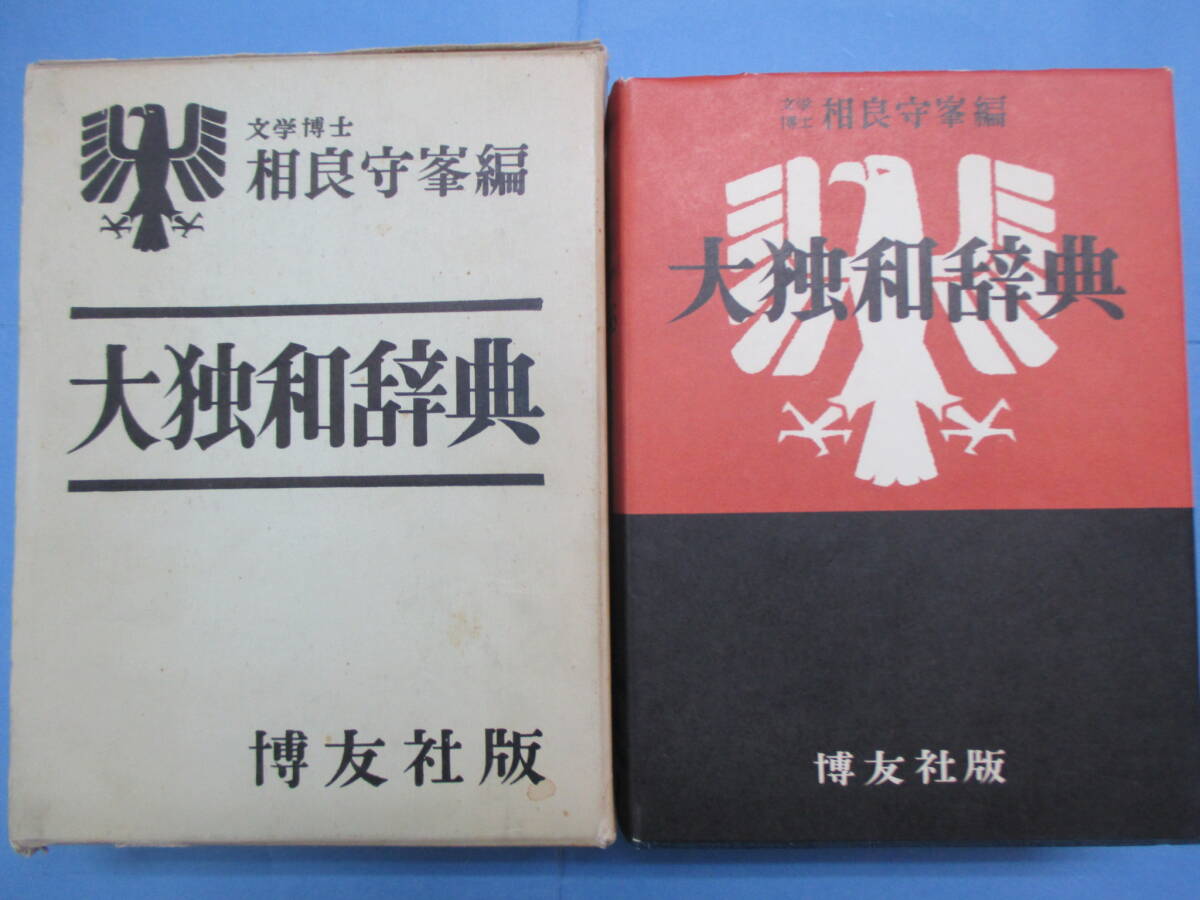 文学博士
相良守峯編
大独和辞典
博友社版
文学
博士 相良守峯編
大独和辞典
博友社版